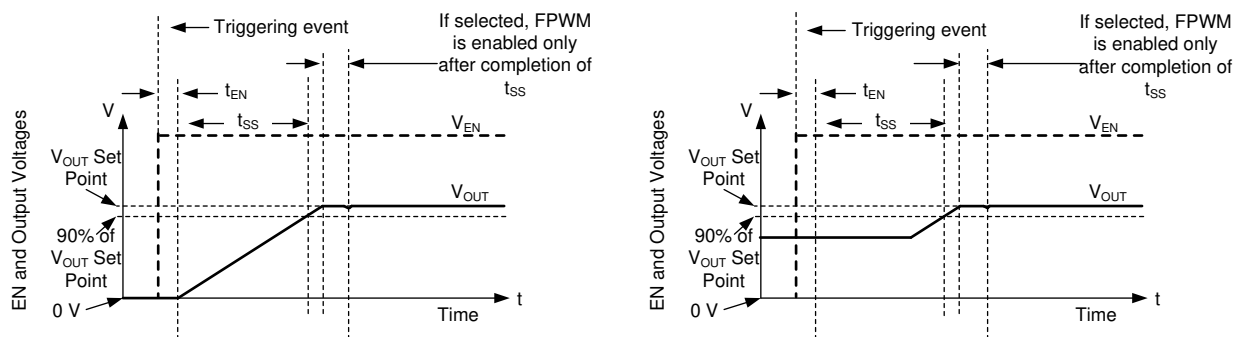 Triggering event
If selected, FPWM
is enabled only
after completion of
tSS
tEN
V
tSS
VEN
VOUT Set
Point
VOUT
90% of
VOUT Set
Point
0 V
t
Time
EN and Output Voltages
Triggering event
If selected, FPWM
is enabled only
after completion of
tSS
tEN
V
tSS
VEN
VOUT Set
Point
VOUT
90% of
VOUT Set
Point
0 V
t
Time
EN and Output Voltages